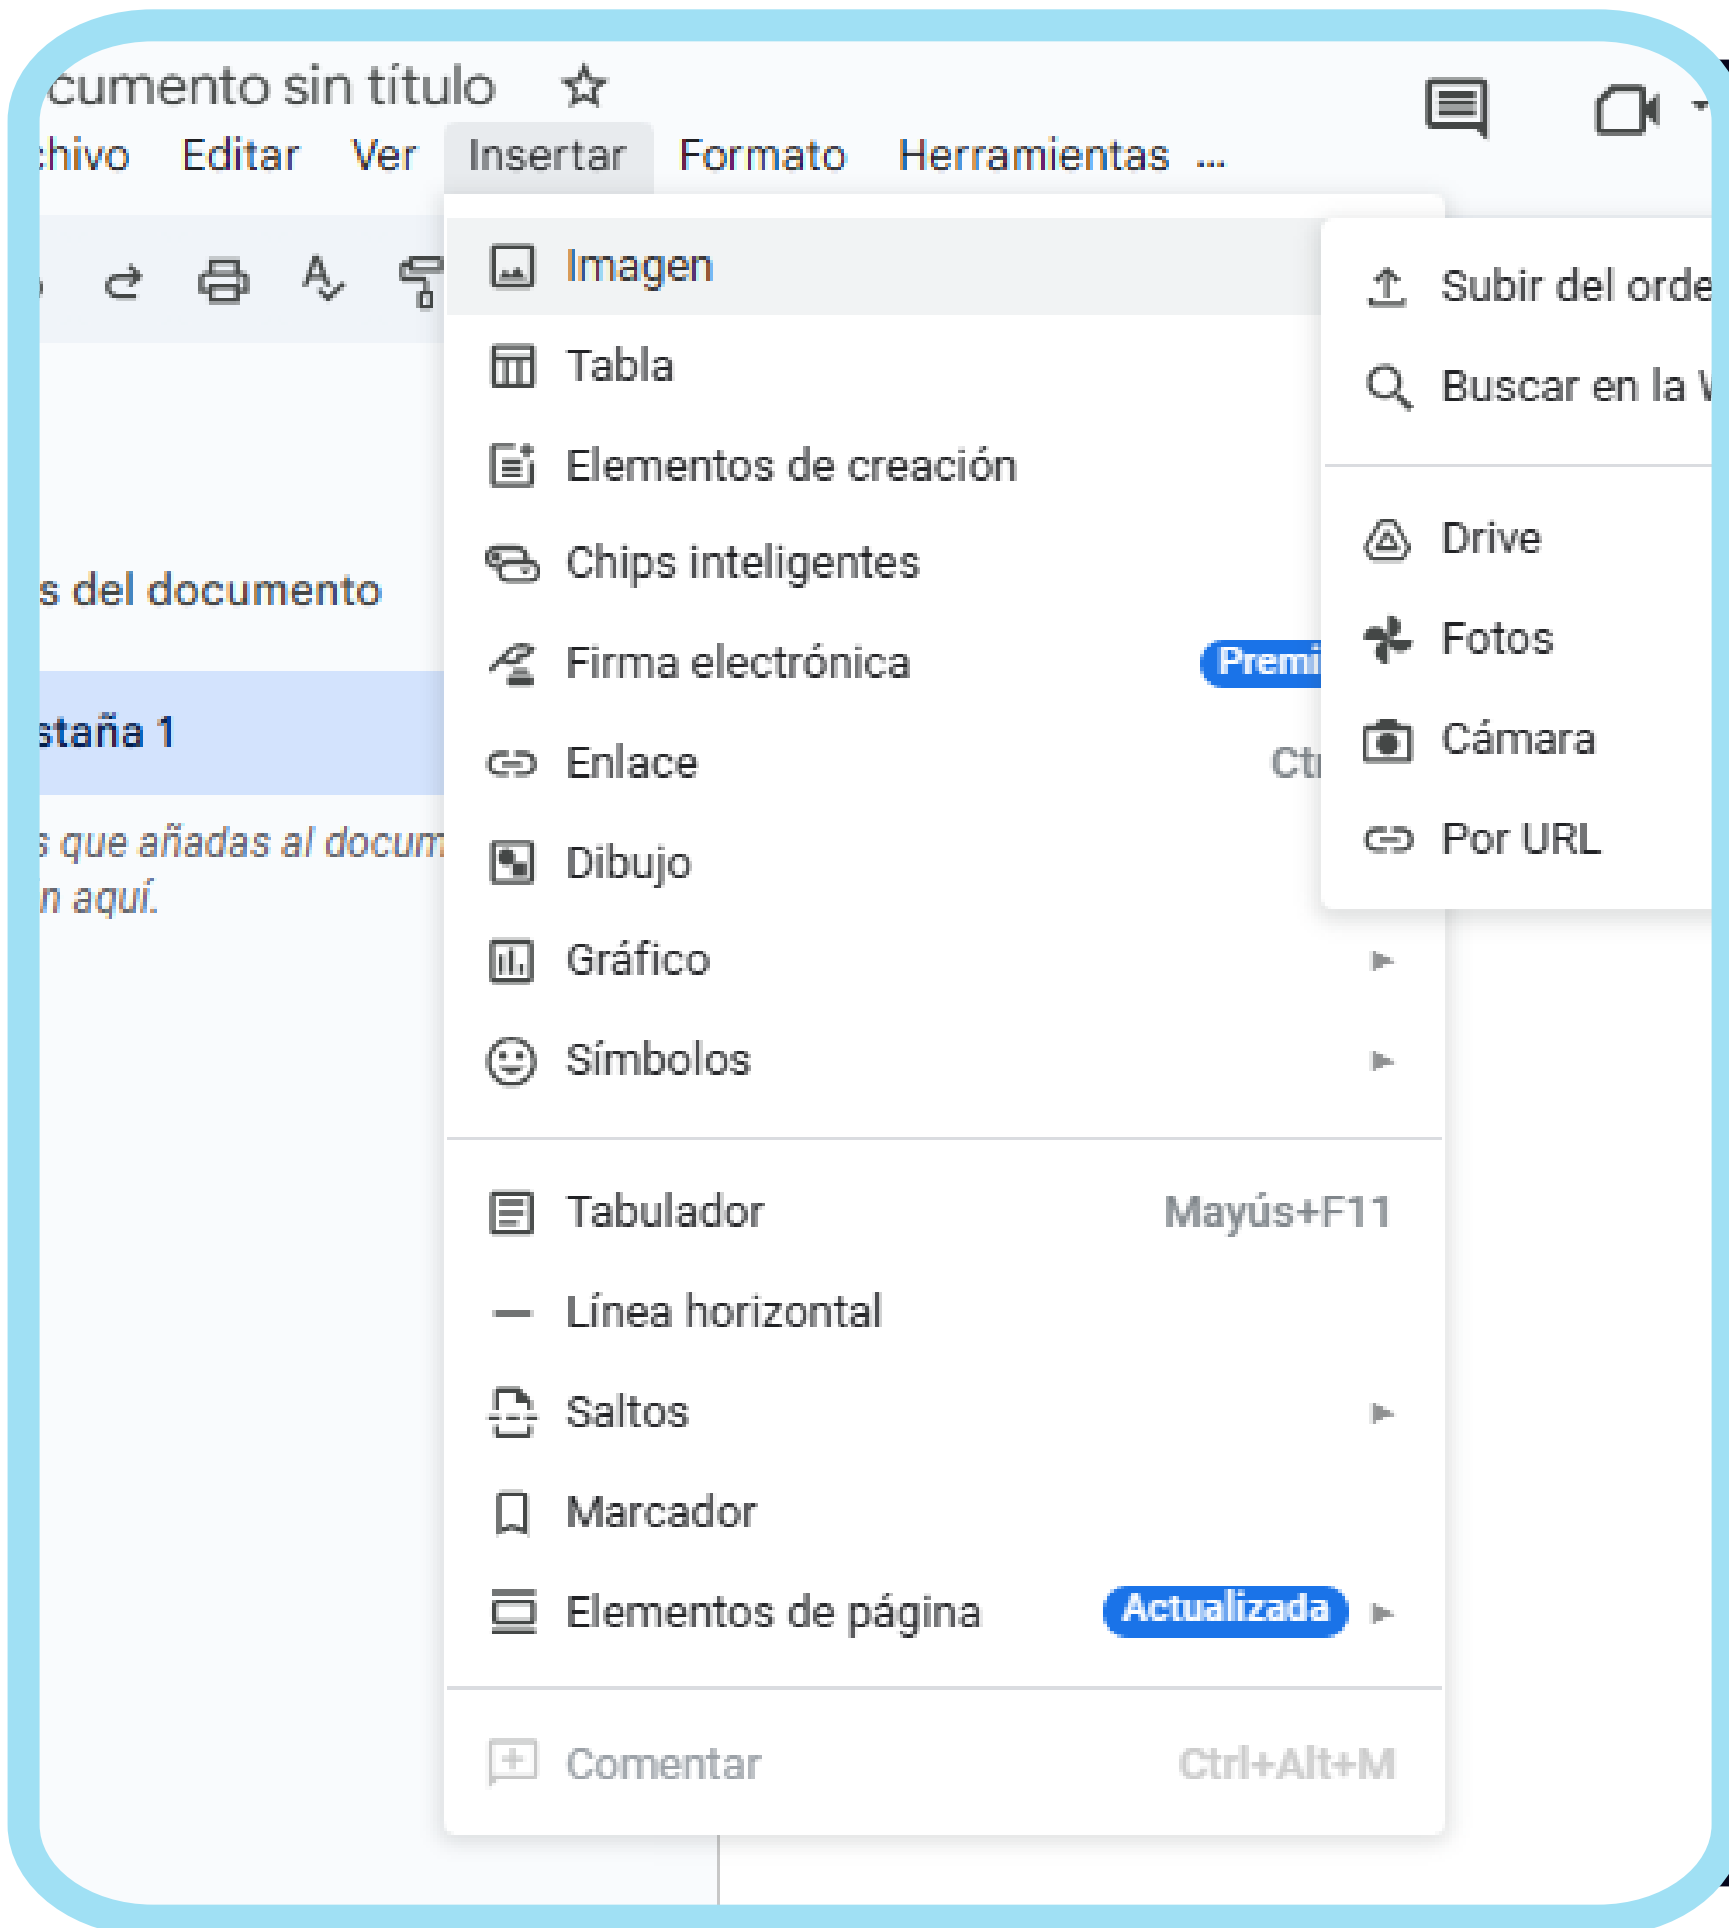 cumento sin título
chivo Editar Ver Insertar Formato Herramientas ...
Imagen
Tabla
Elementos de creación
Chips inteligentes
Firma electrónica Premi
Enlace Ctr
Dibujo
Gráfico
Símbolos
Tabulador Mayús+F11
Línea horizontal
Saltos
Marcador
Elementos de página Actualizada
Comentar Ctrl+Alt+M
Subir del orde
Buscar en la
Drive
Fotos
Cámara
Por URL
s del documento
staña 1
s que añadas al docum
n aquí.